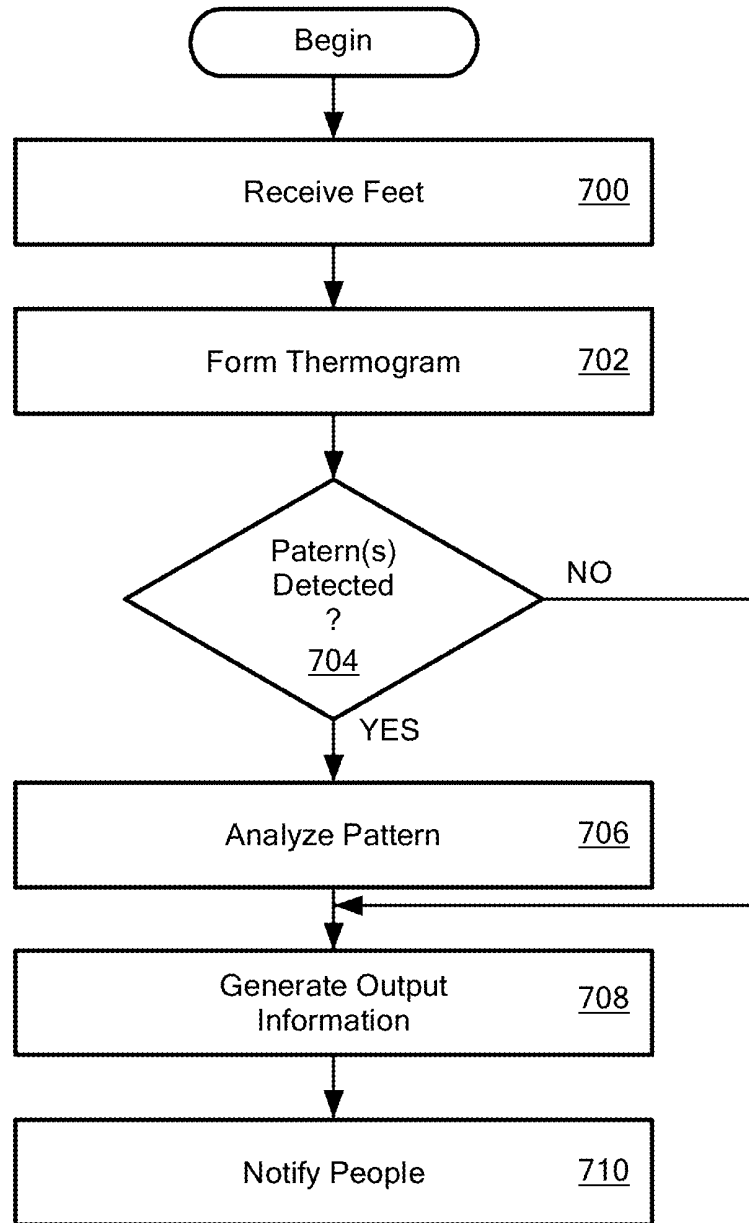 Begin
Receive Feet 700
Form Thermogram 702
Patern(s)
Detected
?
704
NO
YES
Analyze Pattern 706
Generate Output
Information
708
Notify People 710